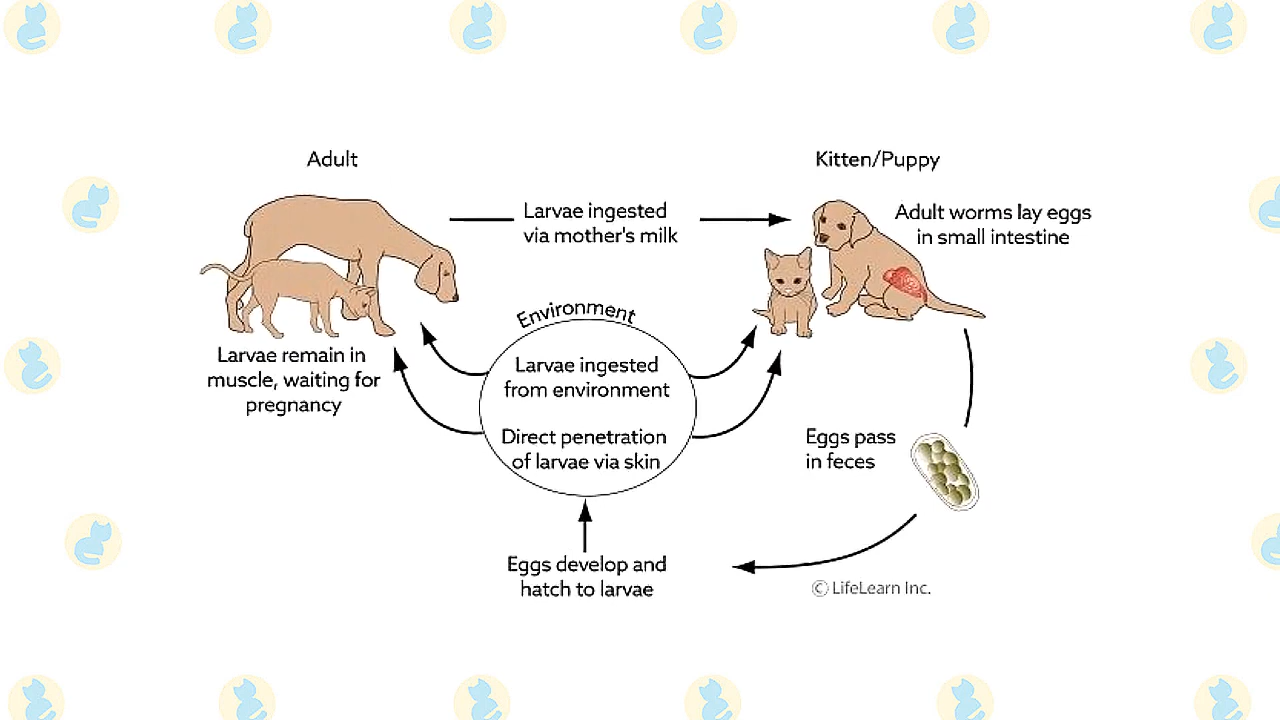 Adult
Kitten/Puppy
Larvae ingested
via mother's milk
Adult worms lay eggs
in small intestine
Environment
Larvae remain in
muscle, waiting for
pregnancy
Larvae ingested
from environment
Direct penetration
of larvae via skin
Eggs pass
in feces
Eggs develop and
hatch to larvae
© LifeLearn Inc.